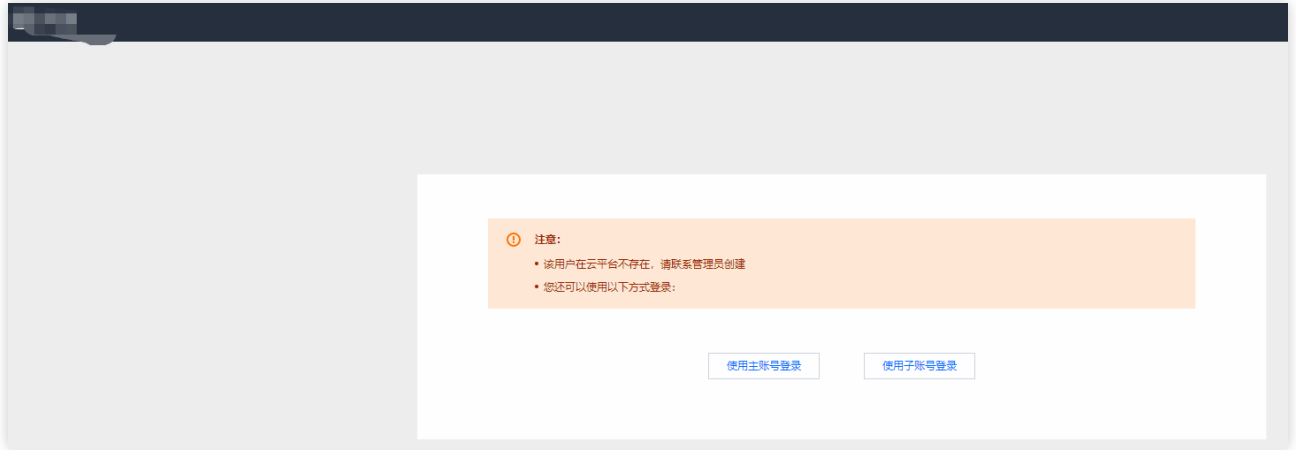 注意：
• 该用户在云平台不存在，请联系管理员创建
• 您还可以使用以下方式登录：
使用主账号登录
使用子账号登录